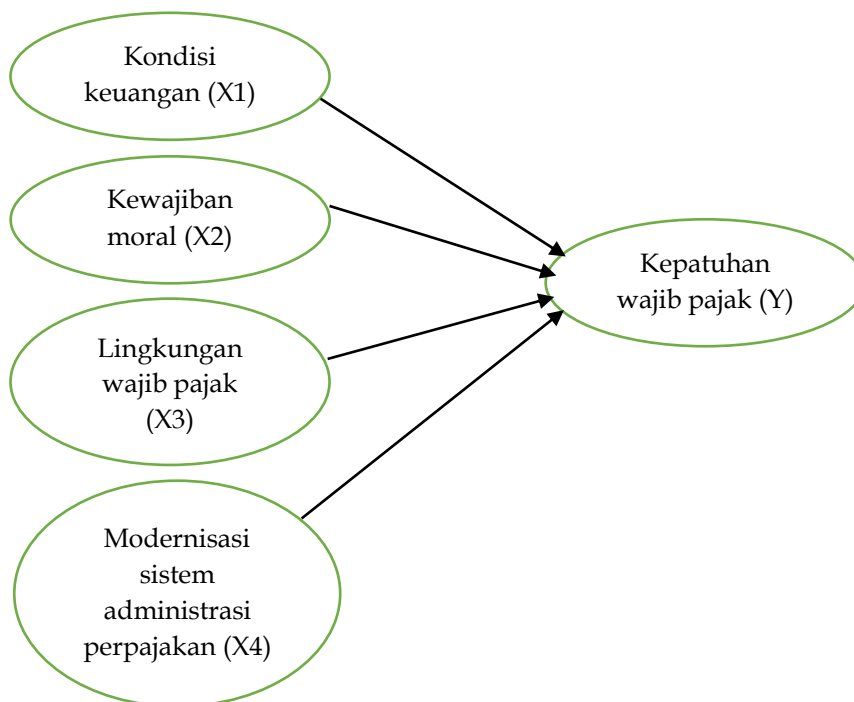 Kondisi
keuangan (X1)
Kewajiban
moral (X2)
Lingkungan
wajib pajak
(X3)
Modernisasi
sistem
administrasi
perpajakan (X4)
Kepatuhan
wajib pajak (Y)